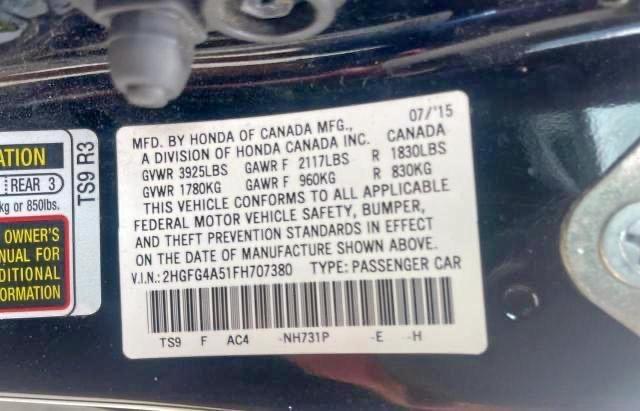 ATION
REAR 3
kg or 850lbs.
OWNER'S
NUAL FOR
DITIONAL
ORMATION
TS9 R3
07/'15
MFD. BY HONDA OF CANADA MFG.,
A DIVISION OF HONDA CANADA INC. CANADA
GVWR 3925LBS GAWR F 2117LBS R 1830LBS
GVWR 1780KG GAWR F 960KG R 830KG
THIS VEHICLE CONFORMS TO ALL APPLICABLE
FEDERAL MOTOR VEHICLE SAFETY, BUMPER,
AND THEFT PREVENTION STANDARDS IN EFFECT
ON THE DATE OF MANUFACTURE SHOWN ABOVE.
V.I.N.: 2HGFG4A51FH707380 TYPE: PASSENGER CAR
TS9 F AC4 -NH731P -E -H